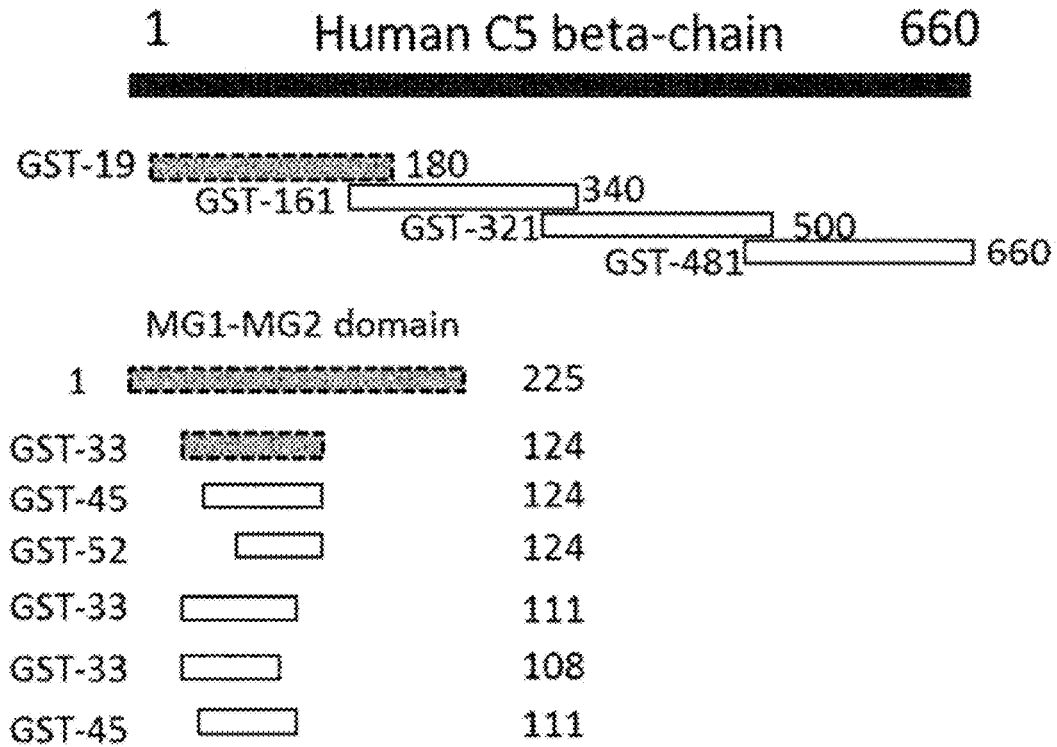 1 Human C5 beta-chain 660
GST-19 180
GST-161 340
GST-321 500
GST-481 660
MG1-MG2 domain
1 225
GST-33 124
GST-45 124
GST-52 124
GST-33 111
GST-33 108
GST-45 111